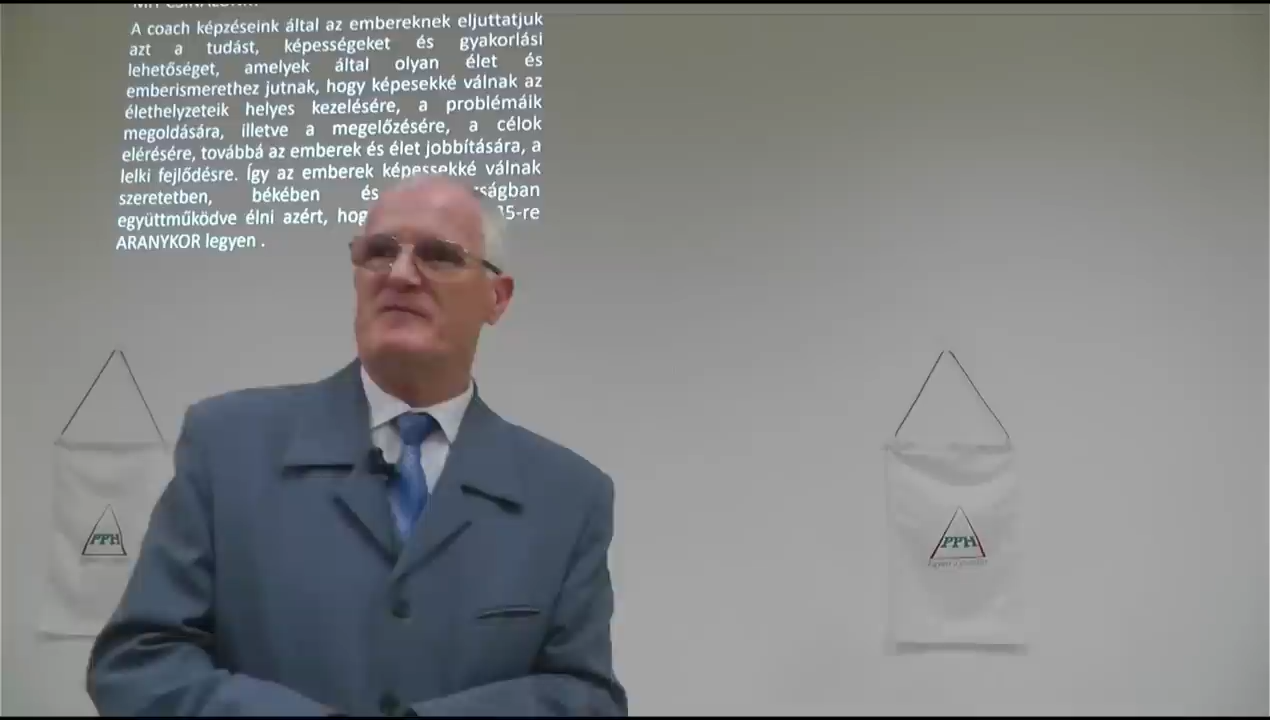 MIT CSINÁLUNK?
A coach képzéseink által az embereknek eljuttatjuk
azt a tudást, képességeket és gyakorlási
lehetőséget, amelyek által olyan élet és
emberismerethez jutnak, hogy képesekké válnak az
élethelyzeteik helyes kezelésére, a problémáik
megoldására, illetve a megelőzésére, a célok
elérésére, továbbá az emberek és élet jobbítására, a
lelki fejlődésre. Így az emberek képessekké válnak
szeretetben, békében és
együttműködve élni azért,
ARANYKOR legyen .
PPH
PPH